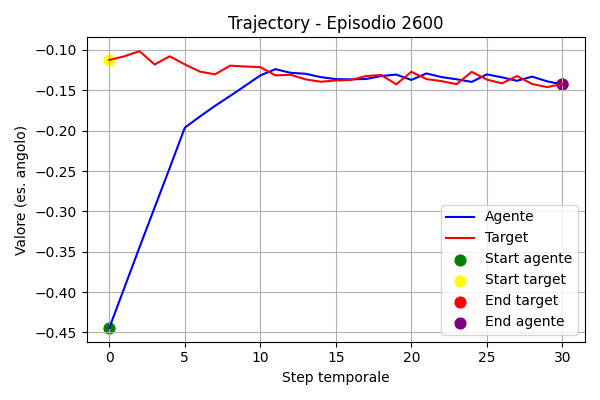 Trajectory - Episodio 2600
Valore (es. angolo)
−0.10
−0.15
−0.20
−0.25
−0.30
−0.35
−0.40
−0.45
Agente
Target
Start agente
Start target
End target
End agente
0 5 10 15 20 25 30
Step temporale